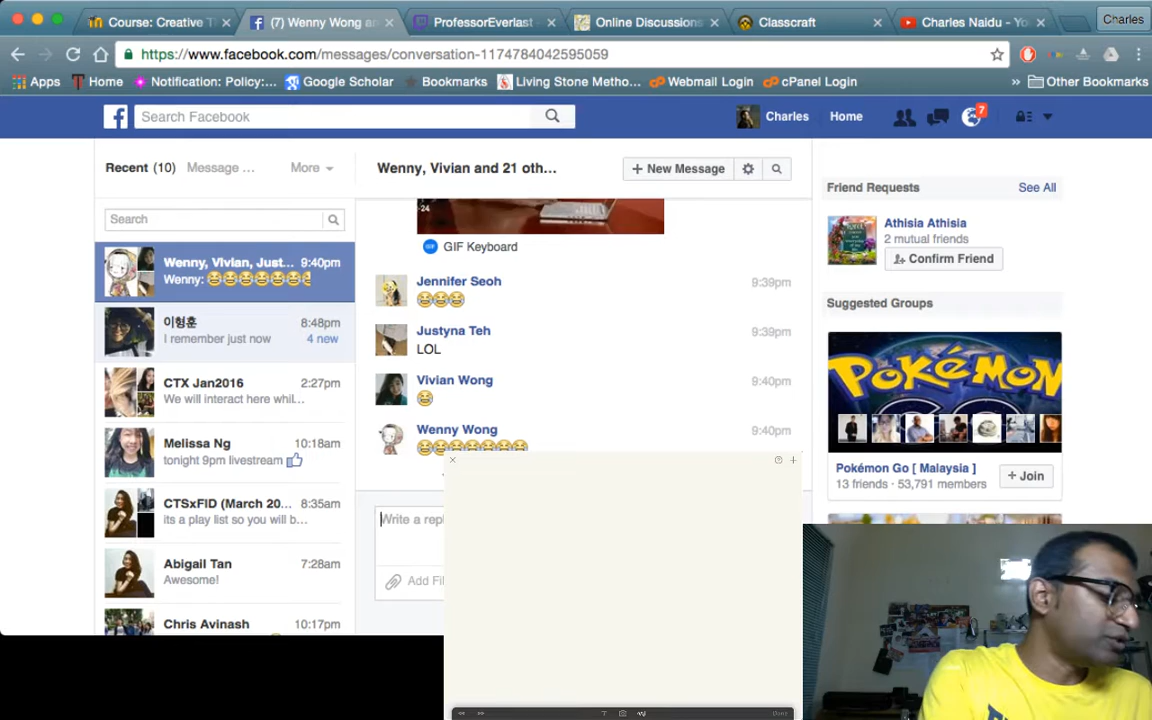 Course: Creative T
(7) Wenny Wong an
ProfessorEverlast
Online Discussions
Classcraft
Charles Naidu - Yo
Charles
https://www.facebook.com/messages/conversation-1174784042595059
Apps
Home
Notification: Policy:...
Google Scholar
Bookmarks
Living Stone Metho...
Webmail Login
cPanel Login
»
Other Bookmarks
Search Facebook
Charles
Home
7
Recent (10)
Message ...
More
Wenny, Vivian and 21 oth...
+ New Message
Search
Wenny, Vivian, Just... 9:40pm
Wenny: 😂😂😂😂😂😂
이형훈 8:48pm
I remember just now 4 new
CTX Jan2016 2:27pm
We will interact here whil...
Melissa Ng 10:18am
tonight 9pm livestream
CTSxFID (March 20... 8:35am
its a play list so you will b...
Abigail Tan 7:28am
Awesome!
Chris Avinash 10:17pm
-24
GIF GIF Keyboard
Jennifer Seoh 9:39pm
😂😂😂
Justyna Teh 9:39pm
LOL
Vivian Wong 9:40pm
😂
Wenny Wong 9:40pm
😂😂😂😂😂😂😂
Write a repl
Add Fil
Done
Friend Requests See All
Athisia Athisia
2 mutual friends
Confirm Friend
Suggested Groups
POKÉMON
GO
Pokémon Go [ Malaysia ]
13 friends · 53,791 members
+ Join